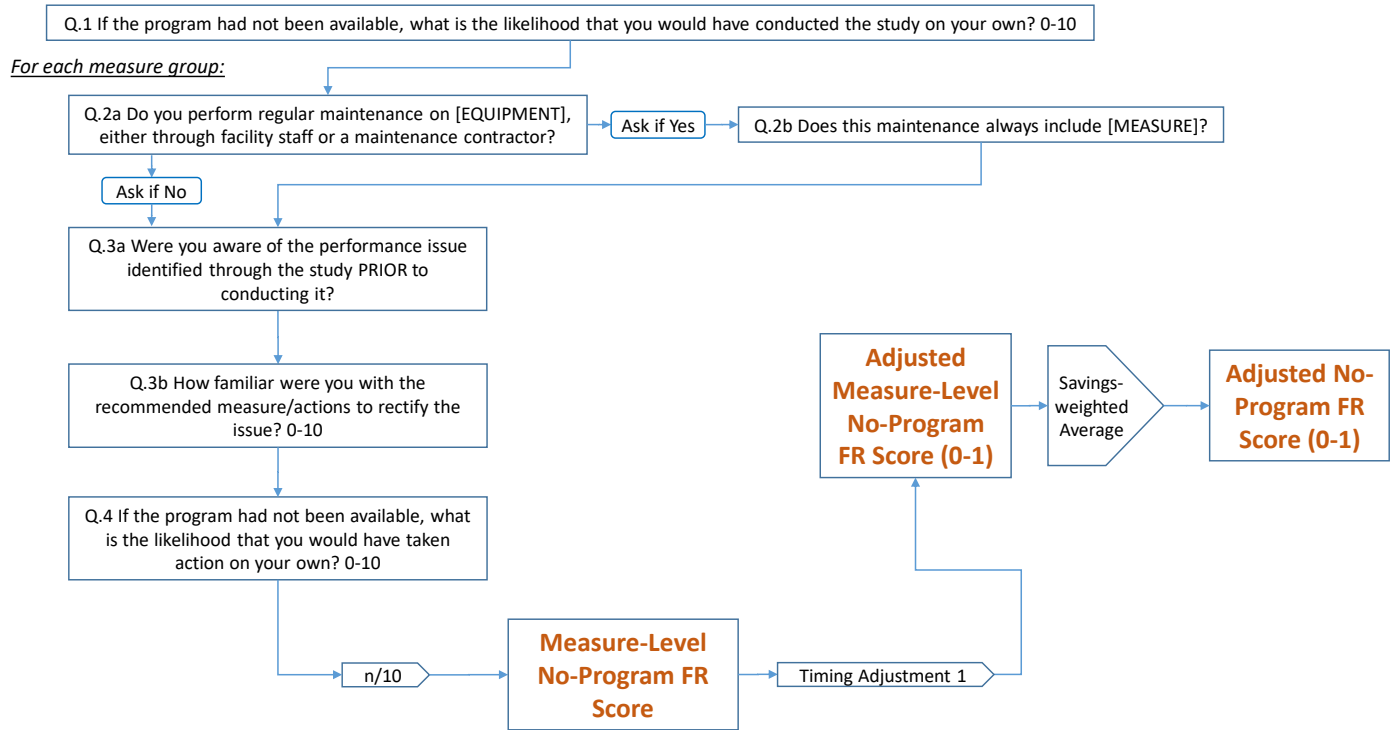 Q.1 If the program had not been available, what is the likelihood that you would have conducted the study on your own? 0-10
For each measure group:
Q.2a Do you perform regular maintenance on [EQUIPMENT],
either through facility staff or a maintenance contractor?
Ask if Yes
Q.2b Does this maintenance always include [MEASURE]?
Ask if No
Q.3a Were you aware of the performance issue
identified through the study PRIOR to
conducting it?
Q.3b How familiar were you with the
recommended measure/actions to rectify the
issue? 0-10
Q.4 If the program had not been available, what
is the likelihood that you would have taken
action on your own? 0-10
n/10
Measure-Level
No-Program FR
Score
Timing Adjustment 1
Adjusted
Measure-Level
No-Program
FR Score (0-1)
Savings-
weighted
Average
Adjusted No-
Program FR
Score (0-1)